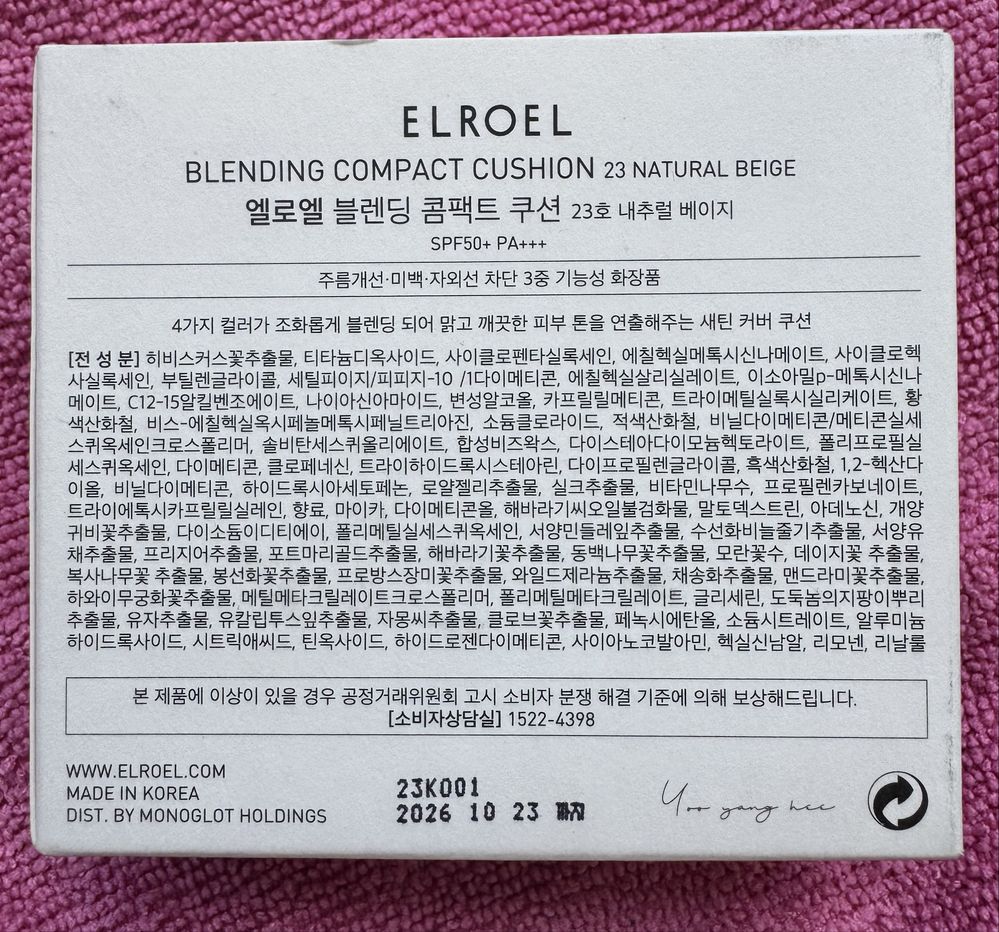 ELROEL
BLENDING COMPACT CUSHION 23 NATURAL BEIGE
엘로엘 블렌딩 콤팩트 쿠션 23호 내추럴 베이지
SPF50+ PA+++
주름개선·미백·자외선 차단 3중 기능성 화장품
4가지 컬러가 조화롭게 블렌딩 되어 맑고 깨끗한 피부 톤을 연출해주는 새틴 커버 쿠션
[전 성 분] 히비스커스꽃추출물, 티타늄디옥사이드, 사이클로펜타실록세인, 에칠헥실메톡시신나메이트, 사이클로헥
사실록세인, 부틸렌글라이콜, 세틸피이지/피피지-10 /1다이메티콘, 에칠헥실살리실레이트, 이소아밀p-메톡시신나
메이트, C12-15알킬벤조에이트, 나이아신아마이드, 변성알코올, 카프릴릴메티콘, 트라이메틸실록시실리케이트, 황
색산화철, 비스-에칠헥실옥시페놀메톡시페닐트리아진, 소듐클로라이드, 적색산화철, 비닐다이메티콘/메티콘실세
스퀴옥세인크로스폴리머, 솔비탄세스퀴올리에이트, 합성비즈왁스, 다이스테아다이모늄헥토라이트, 폴리프로필실
세스퀴옥세인, 다이메티콘, 클로페네신, 트라이하이드록시스테아린, 다이프로필렌글라이콜, 흑색산화철, 1,2-헥산다
이올, 비닐다이메티콘, 하이드록시아세토페논, 로얄젤리추출물, 실크추출물, 비타민나무수, 프로필렌카보네이트,
트라이에톡시카프릴릴실레인, 향료, 마이카, 다이메티콘올, 해바라기씨오일불검화물, 말토덱스트린, 아데노신, 개양
귀비꽃추출물, 다이소듐이디티에이, 폴리메틸실세스퀴옥세인, 서양민들레잎추출물, 수선화비늘줄기추출물, 서양유
채추출물, 프리지어추출물, 포트마리골드추출물, 해바라기꽃추출물, 동백나무꽃추출물, 모란꽃수, 데이지꽃 추출물,
복사나무꽃 추출물, 봉선화꽃추출물, 프로방스장미꽃추출물, 와일드제라늄추출물, 채송화추출물, 맨드라미꽃추출물,
하와이무궁화꽃추출물, 메틸메타크릴레이트크로스폴리머, 폴리메틸메타크릴레이트, 글리세린, 도둑놈의지팡이뿌리
추출물, 유자추출물, 유칼립투스잎추출물, 자몽씨추출물, 클로브꽃추출물, 페녹시에탄올, 소듐시트레이트, 알루미늄
하이드록사이드, 시트릭애씨드, 틴옥사이드, 하이드로젠다이메티콘, 사이아노코발아민, 헥실신남알, 리모넨, 리날룰
본 제품에 이상이 있을 경우 공정거래위원회 고시 소비자 분쟁 해결 기준에 의해 보상해드립니다.
[소비자상담실] 1522-4398
WWW.ELROEL.COM
MADE IN KOREA
DIST. BY MONOGLOT HOLDINGS
23K001
2026 10 23 까지
Yoo yang hee